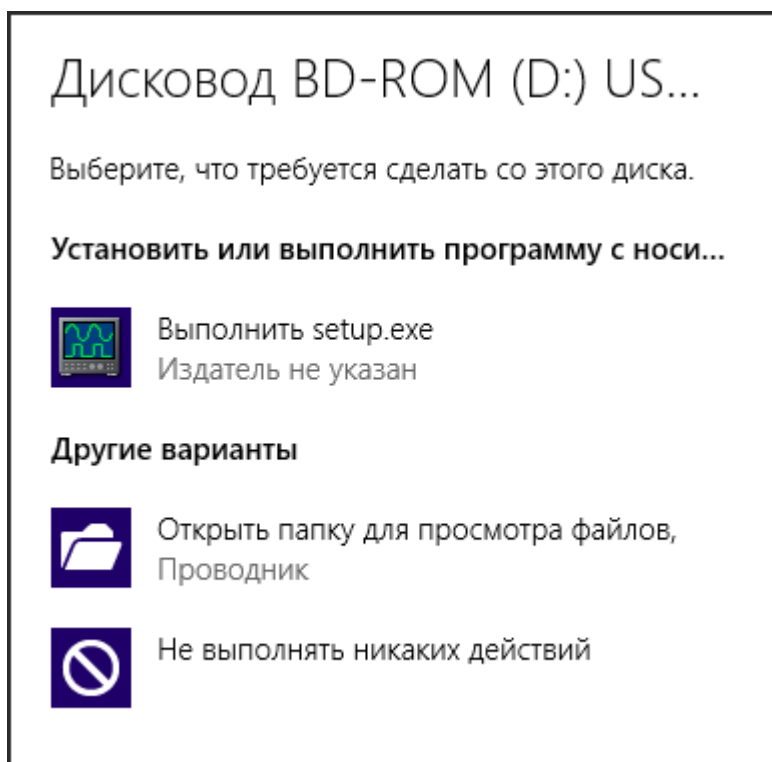 Дисковод BD-ROM (D:) US...
Выберите, что требуется сделать со этого диска.
Установить или выполнить программу с носи...
Выполнить setup.exe
Издатель не указан
Другие варианты
Открыть папку для просмотра файлов,
Проводник
Не выполнять никаких действий